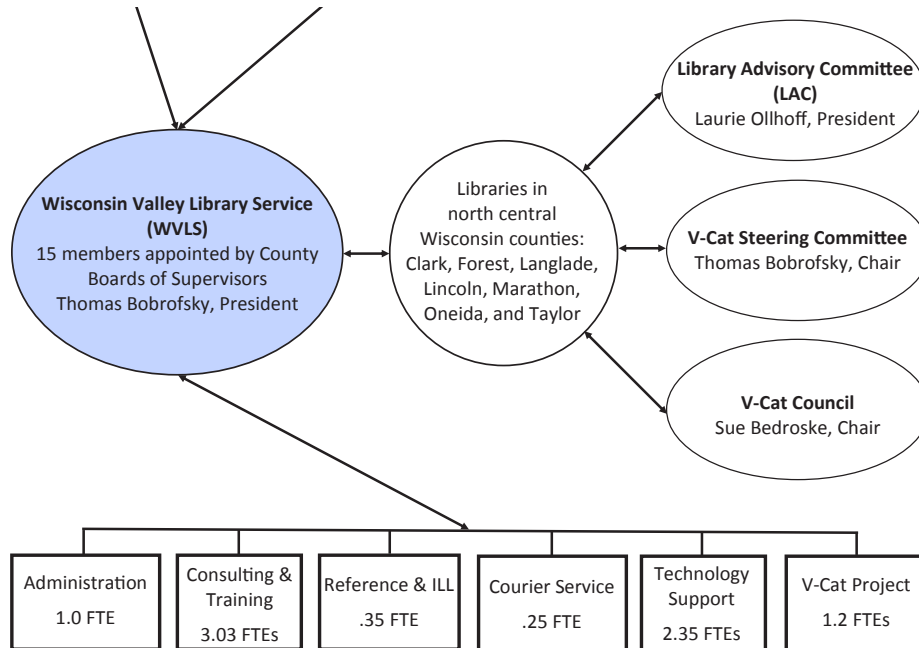 Library Advisory Committee
(LAC)
Laurie Ollhoff, President
Wisconsin Valley Library Service
(WVLS)
15 members appointed by County
Boards of Supervisors
Thomas Bobrofsky, President
Libraries in
north central
Wisconsin counties:
Clark, Forest, Langlade,
Lincoln, Marathon,
Oneida, and Taylor
V-Cat Steering Committee
Thomas Bobrofsky, Chair
V-Cat Council
Sue Bedroske, Chair
Administration
1.0 FTE
Consulting &
Training
3.03 FTEs
Reference & ILL
.35 FTE
Courier Service
.25 FTE
Technology
Support
2.35 FTEs
V-Cat Project
1.2 FTEs